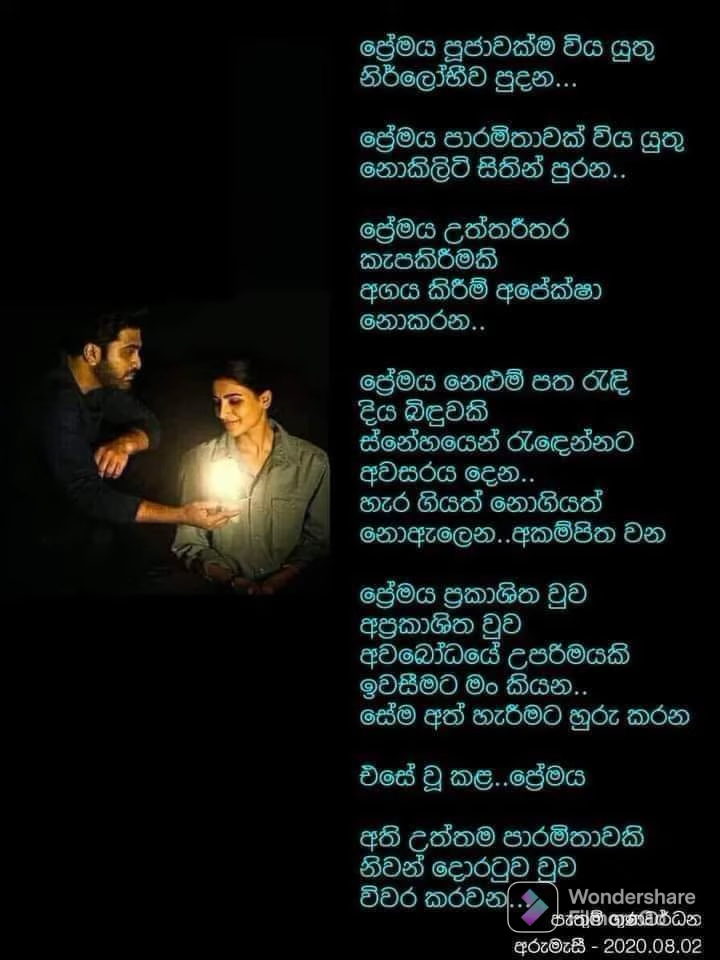 ප්‍රේමය පූජාවක්ම විය යුතු
නිර්ලෝභීව පුදන...
ප්‍රේමය පාරමිතාවක් විය යුතු
නොකිලිටි සිතින් පුරන..
ප්‍රේමය උත්තරීතර
කැපකිරීමකි
අගය කිරීම් අපේක්ෂා
නොකරන..
ප්‍රේමය නෙළුම් පත රැඳි
දිය බිඳුවකි
ස්නේහයෙන් රැඳෙන්නට
අවසරය දෙන..
හැර ගියත් නොගියත්
නොඇලෙන..අකම්පිත වන
ප්‍රේමය ප්‍රකාශිත වුව
අප්‍රකාශිත වුව
අවබෝධයේ උපරිමයකි
ඉවසීමට මං කියන..
සේම අත් හැරීමට හුරු කරන
එසේ වූ කළ..ප්‍රේමය
අති උත්තම පාරමිතාවකි
නිවන් දොරටුව වුව
විවර කරවන...
Wondershare
පැතුම් ගුණවර්ධන
අරුමැසී - 2020.08.02